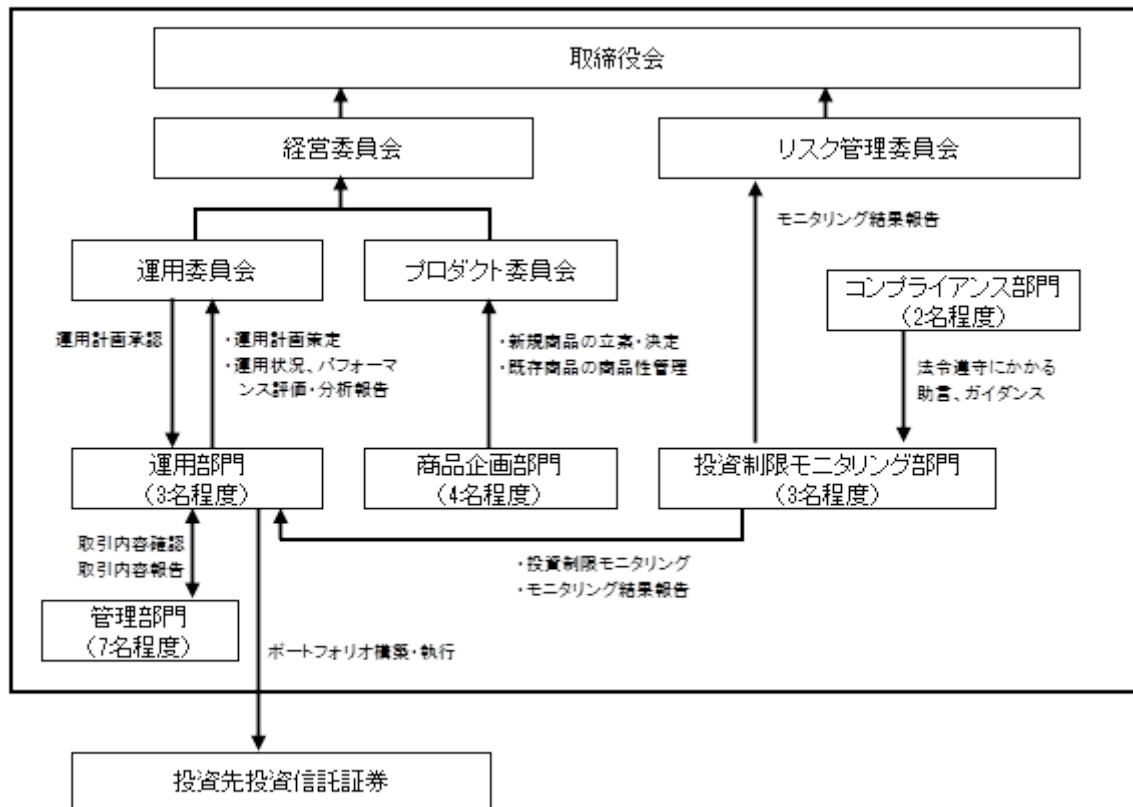 取締役会
経営委員会
リスク管理委員会
モニタリング結果報告
運用委員会
プロダクト委員会
コンプライアンス部門
(2名程度)
運用計画承認
・運用計画策定
・運用状況、パフォーマ
ンス評価・分析報告
・新規商品の立案・決定
・既存商品の商品性管理
法令遵守にかかる
助言、ガイダンス
運用部門
(3名程度)
商品企画部門
(4名程度)
投資制限モニタリング部門
(3名程度)
取引内容確認
取引内容報告
・投資制限モニタリング
・モニタリング結果報告
管理部門
(7名程度)
ポートフォリオ構築・執行
投資先投資信託証券